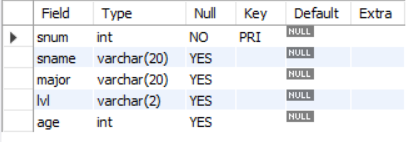 Field Type Null Key Default Extra
snum int NO PRI NULL
sname varchar(20) YES NULL
major varchar(20) YES NULL
lvl varchar(2) YES NULL
age int YES NULL